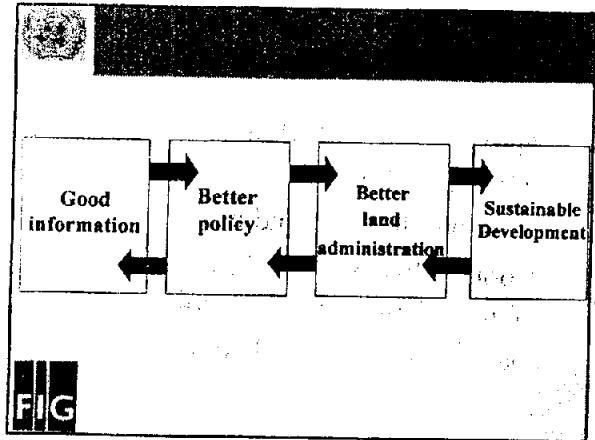 Good
information
Better
policy
Better
land
administration
Sustainable
Development
FIG